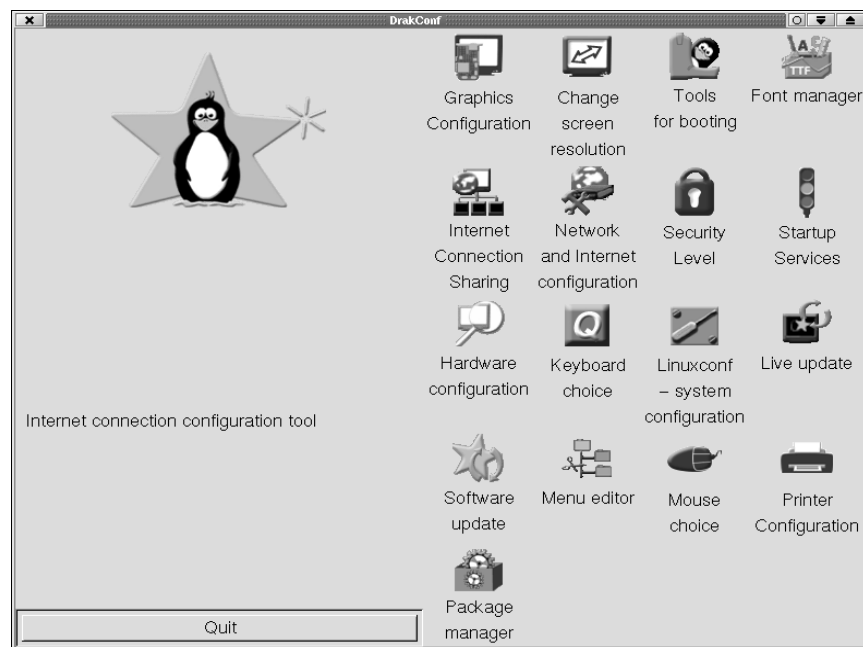 DrakConf
Graphics
Configuration
Change
screen
resolution
Tools
for booting
TTF
Font manager
Internet
Connection
Sharing
Network
and Internet
configuration
Security
Level
Startup
Services
Hardware
configuration
Q
Keyboard
choice
Linuxconf
– system
configuration
Live update
Internet connection configuration tool
Software
update
Menu editor
Mouse
choice
Printer
Configuration
Package
manager
Quit